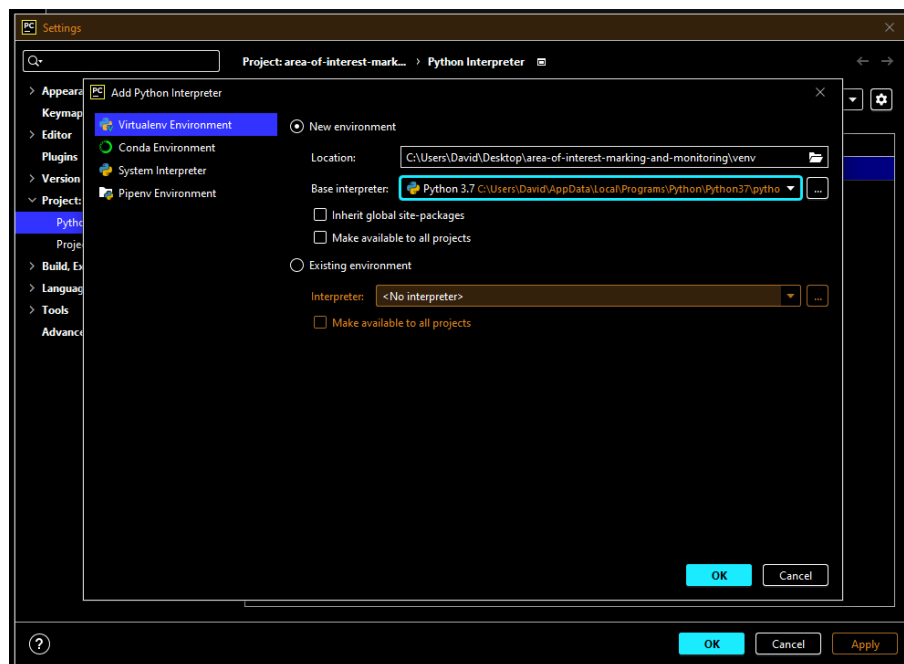 PC Settings
Project: area-of-interest-mark... › Python Interpreter
PC Add Python Interpreter
Appeara
Keymap
Editor
Plugins
Version
Project:
Pytho
Proje
Build, Ex
Languag
Tools
Advance
Virtualenv Environment
Conda Environment
System Interpreter
Pipenv Environment
New environment
Location: C:\Users\David\Desktop\area-of-interest-marking-and-monitoring\venv
Base interpreter: Python 3.7 C:\Users\David\AppData\Local\Programs\Python\Python37\pytho ...
Inherit global site-packages
Make available to all projects
Existing environment
Interpreter: <No interpreter> ...
Make available to all projects
OK Cancel
? OK Cancel Apply